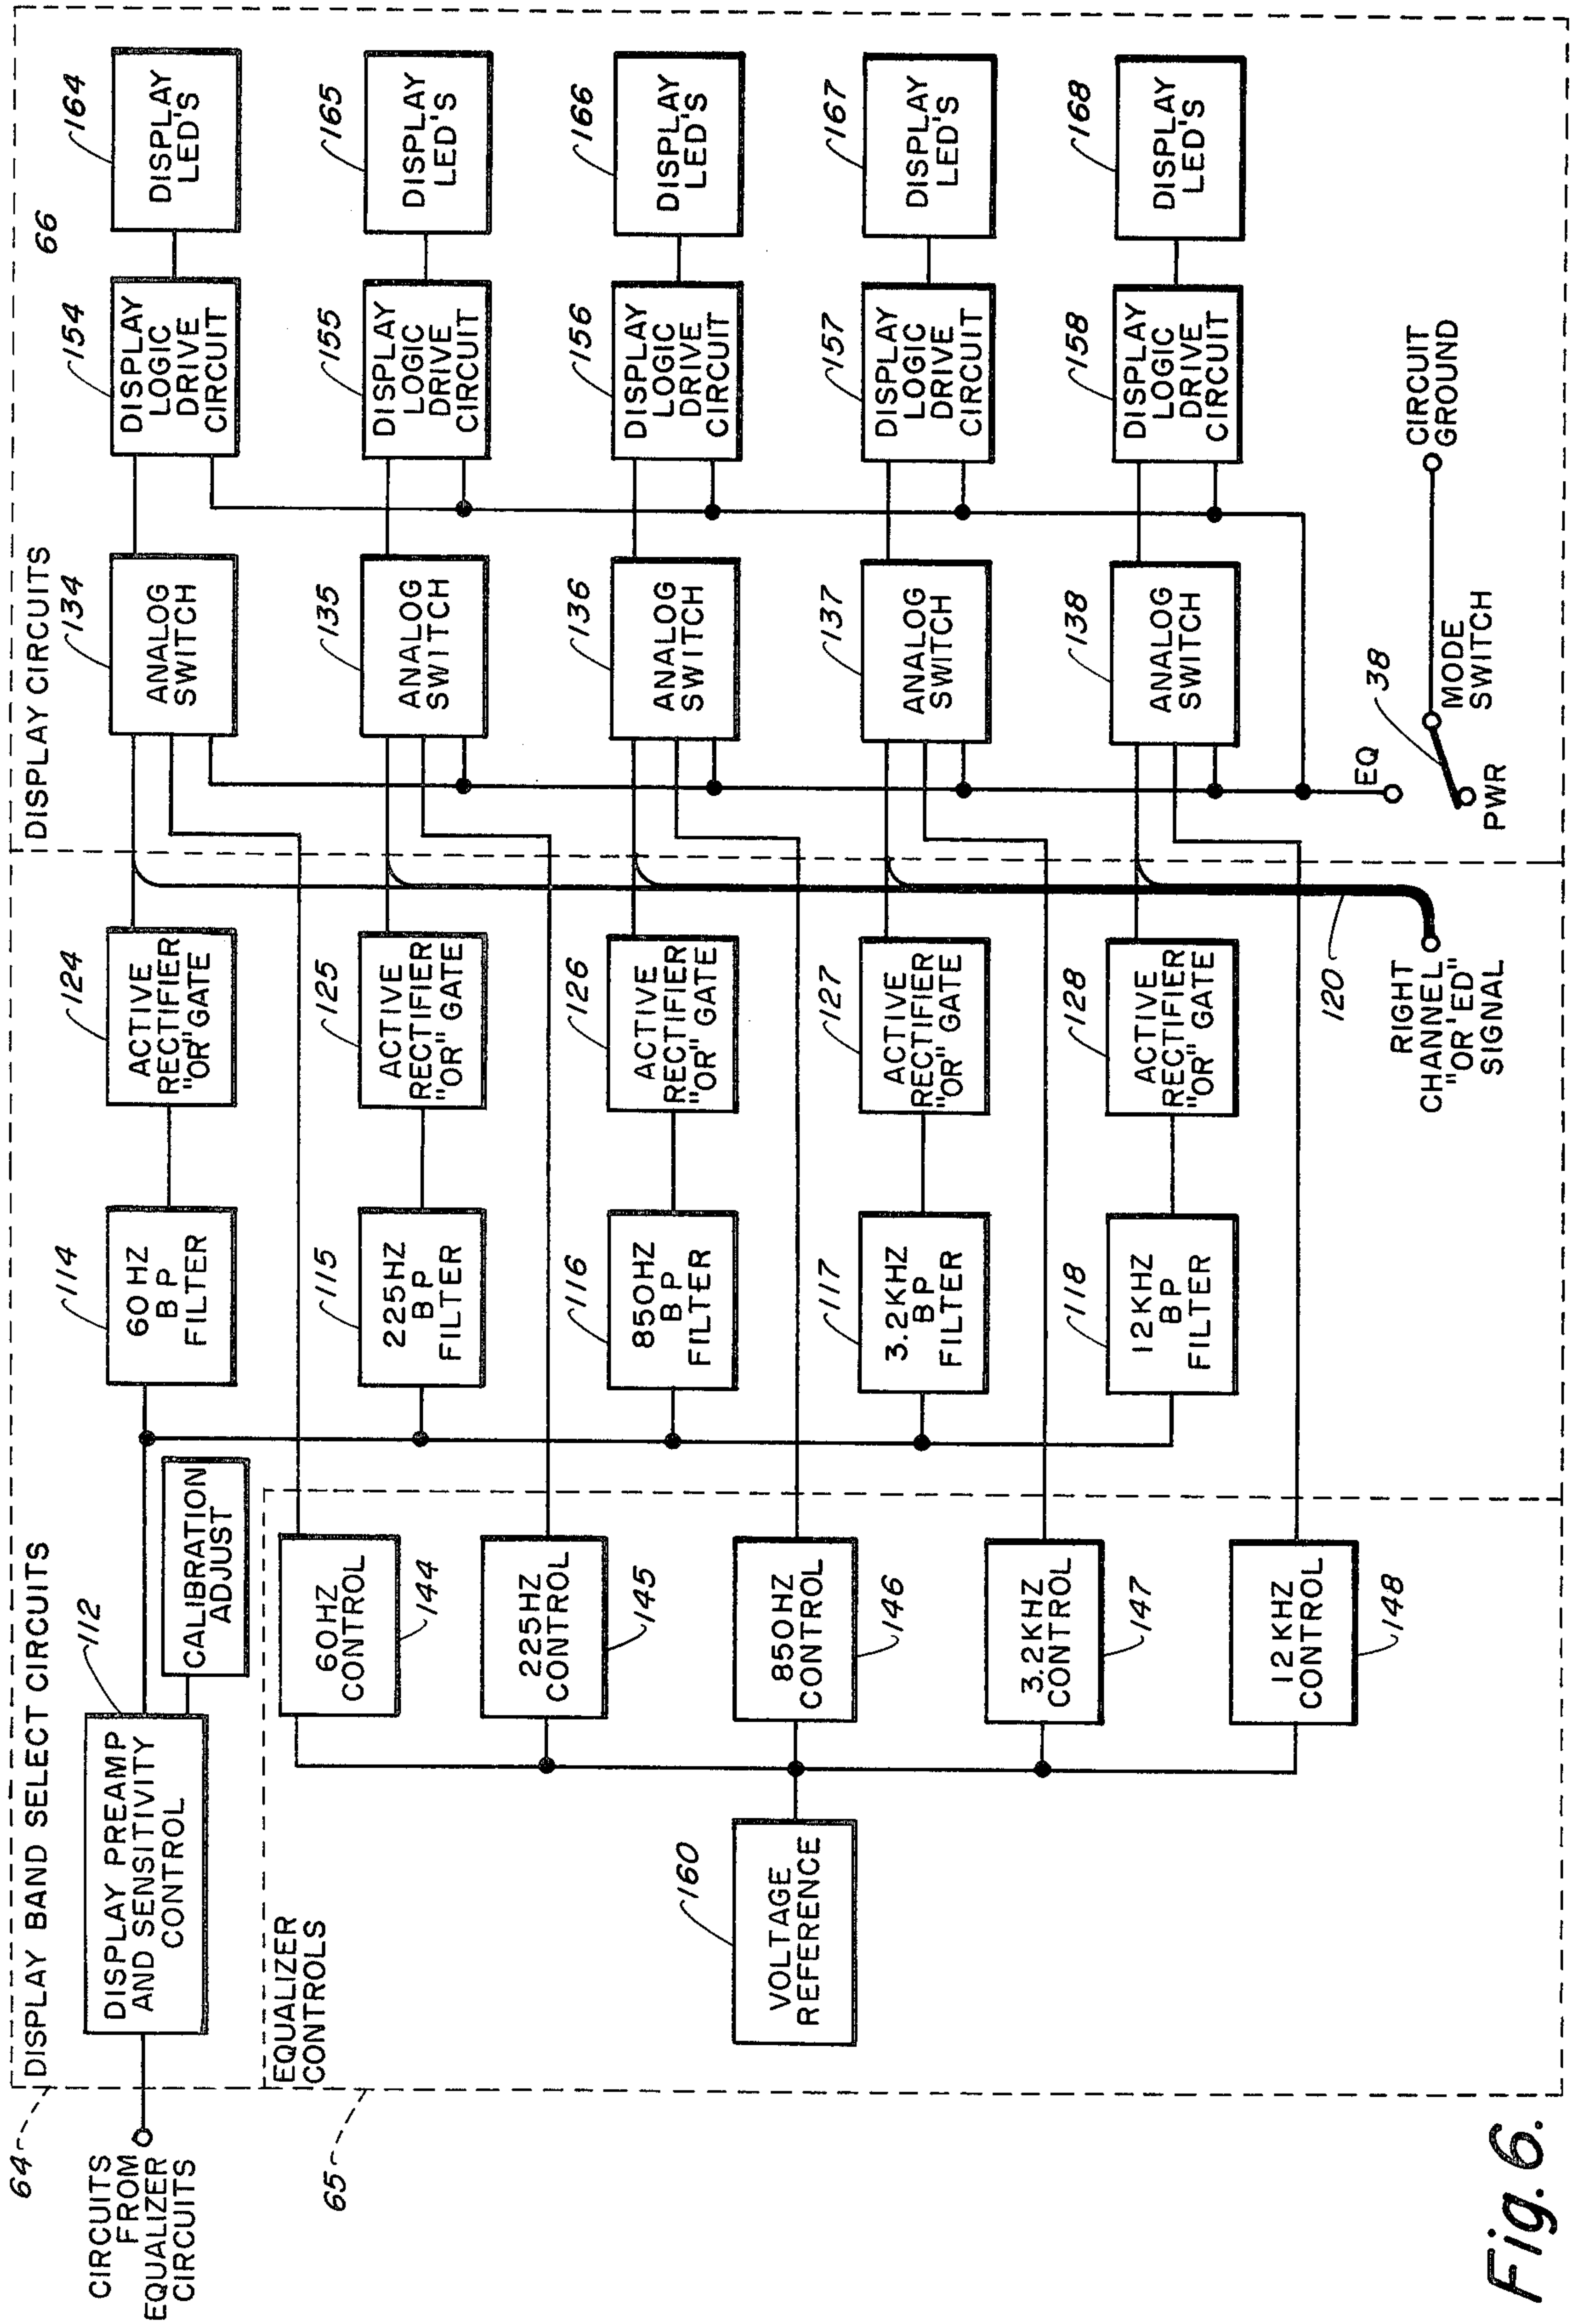 CIRCUITS
FROM
EQUALIZER
CIRCUITS
64
65
DISPLAY BAND SELECT CIRCUITS
DISPLAY PREAMP
AND SENSITIVITY
CONTROL
112
CALIBRATION
ADJUST
60 HZ
BP
FILTER
114
ACTIVE
RECTIFIER
"OR" GATE
124
225HZ
BP
FILTER
115
ACTIVE
RECTIFIER
"OR" GATE
125
850HZ
BP
FILTER
116
ACTIVE
RECTIFIER
"OR" GATE
126
3.2KHZ
BP
FILTER
117
ACTIVE
RECTIFIER
"OR" GATE
127
12KHZ
BP
FILTER
118
ACTIVE
RECTIFIER
"OR" GATE
128
EQUALIZER
CONTROLS
VOLTAGE
REFERENCE
160
60HZ
CONTROL
144
225HZ
CONTROL
145
850HZ
CONTROL
146
3.2KHZ
CONTROL
147
12KHZ
CONTROL
148
RIGHT
CHANNEL
"OR'ED"
SIGNAL
120
DISPLAY CIRCUITS
66
ANALOG
SWITCH
134
DISPLAY
LOGIC
DRIVE
CIRCUIT
154
DISPLAY
LED'S
164
ANALOG
SWITCH
135
DISPLAY
LOGIC
DRIVE
CIRCUIT
155
DISPLAY
LED'S
165
ANALOG
SWITCH
136
DISPLAY
LOGIC
DRIVE
CIRCUIT
156
DISPLAY
LED'S
166
ANALOG
SWITCH
137
DISPLAY
LOGIC
DRIVE
CIRCUIT
157
DISPLAY
LED'S
167
ANALOG
SWITCH
138
DISPLAY
LOGIC
DRIVE
CIRCUIT
158
DISPLAY
LED'S
168
EQ
PWR
38
MODE
SWITCH
CIRCUIT
GROUND
Fig. 6.